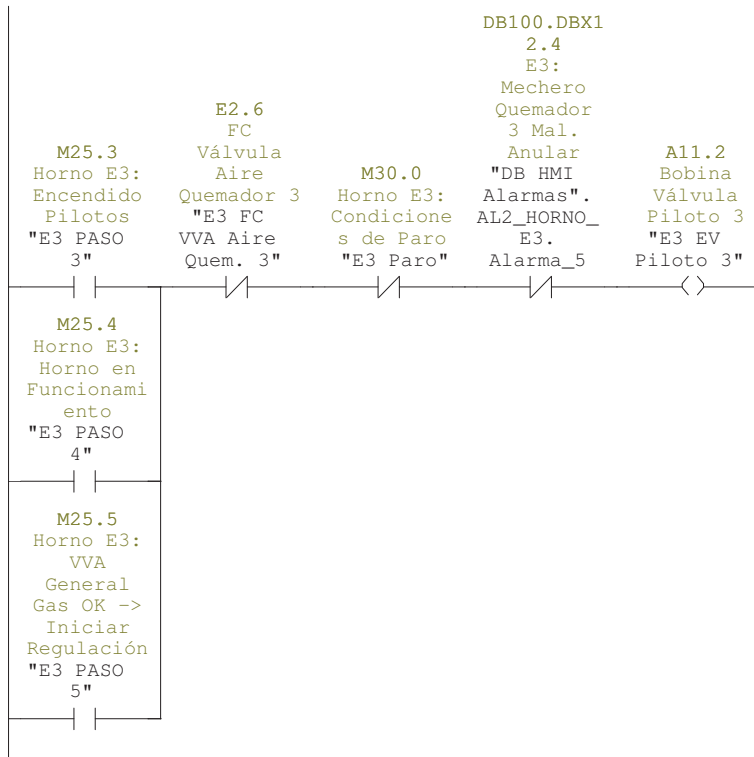 M25.3
Horno E3:
Encendido
Pilotos
"E3 PASO
3"
E2.6
FC
Válvula
Aire
Quemador 3
"E3 FC
VVA Aire
Quem. 3"
M30.0
Horno E3:
Condicione
s de Paro
"E3 Paro"
DB100.DBX1
2.4
E3:
Mechero
Quemador
3 Mal.
Anular
"DB HMI
Alarmas".
AL2_HORNO_
E3.
Alarma_5
A11.2
Bobina
Válvula
Piloto 3
"E3 EV
Piloto 3"
M25.4
Horno E3:
Horno en
Funcionami
ento
"E3 PASO
4"
M25.5
Horno E3:
VVA
General
Gas OK ->
Iniciar
Regulación
"E3 PASO
5"